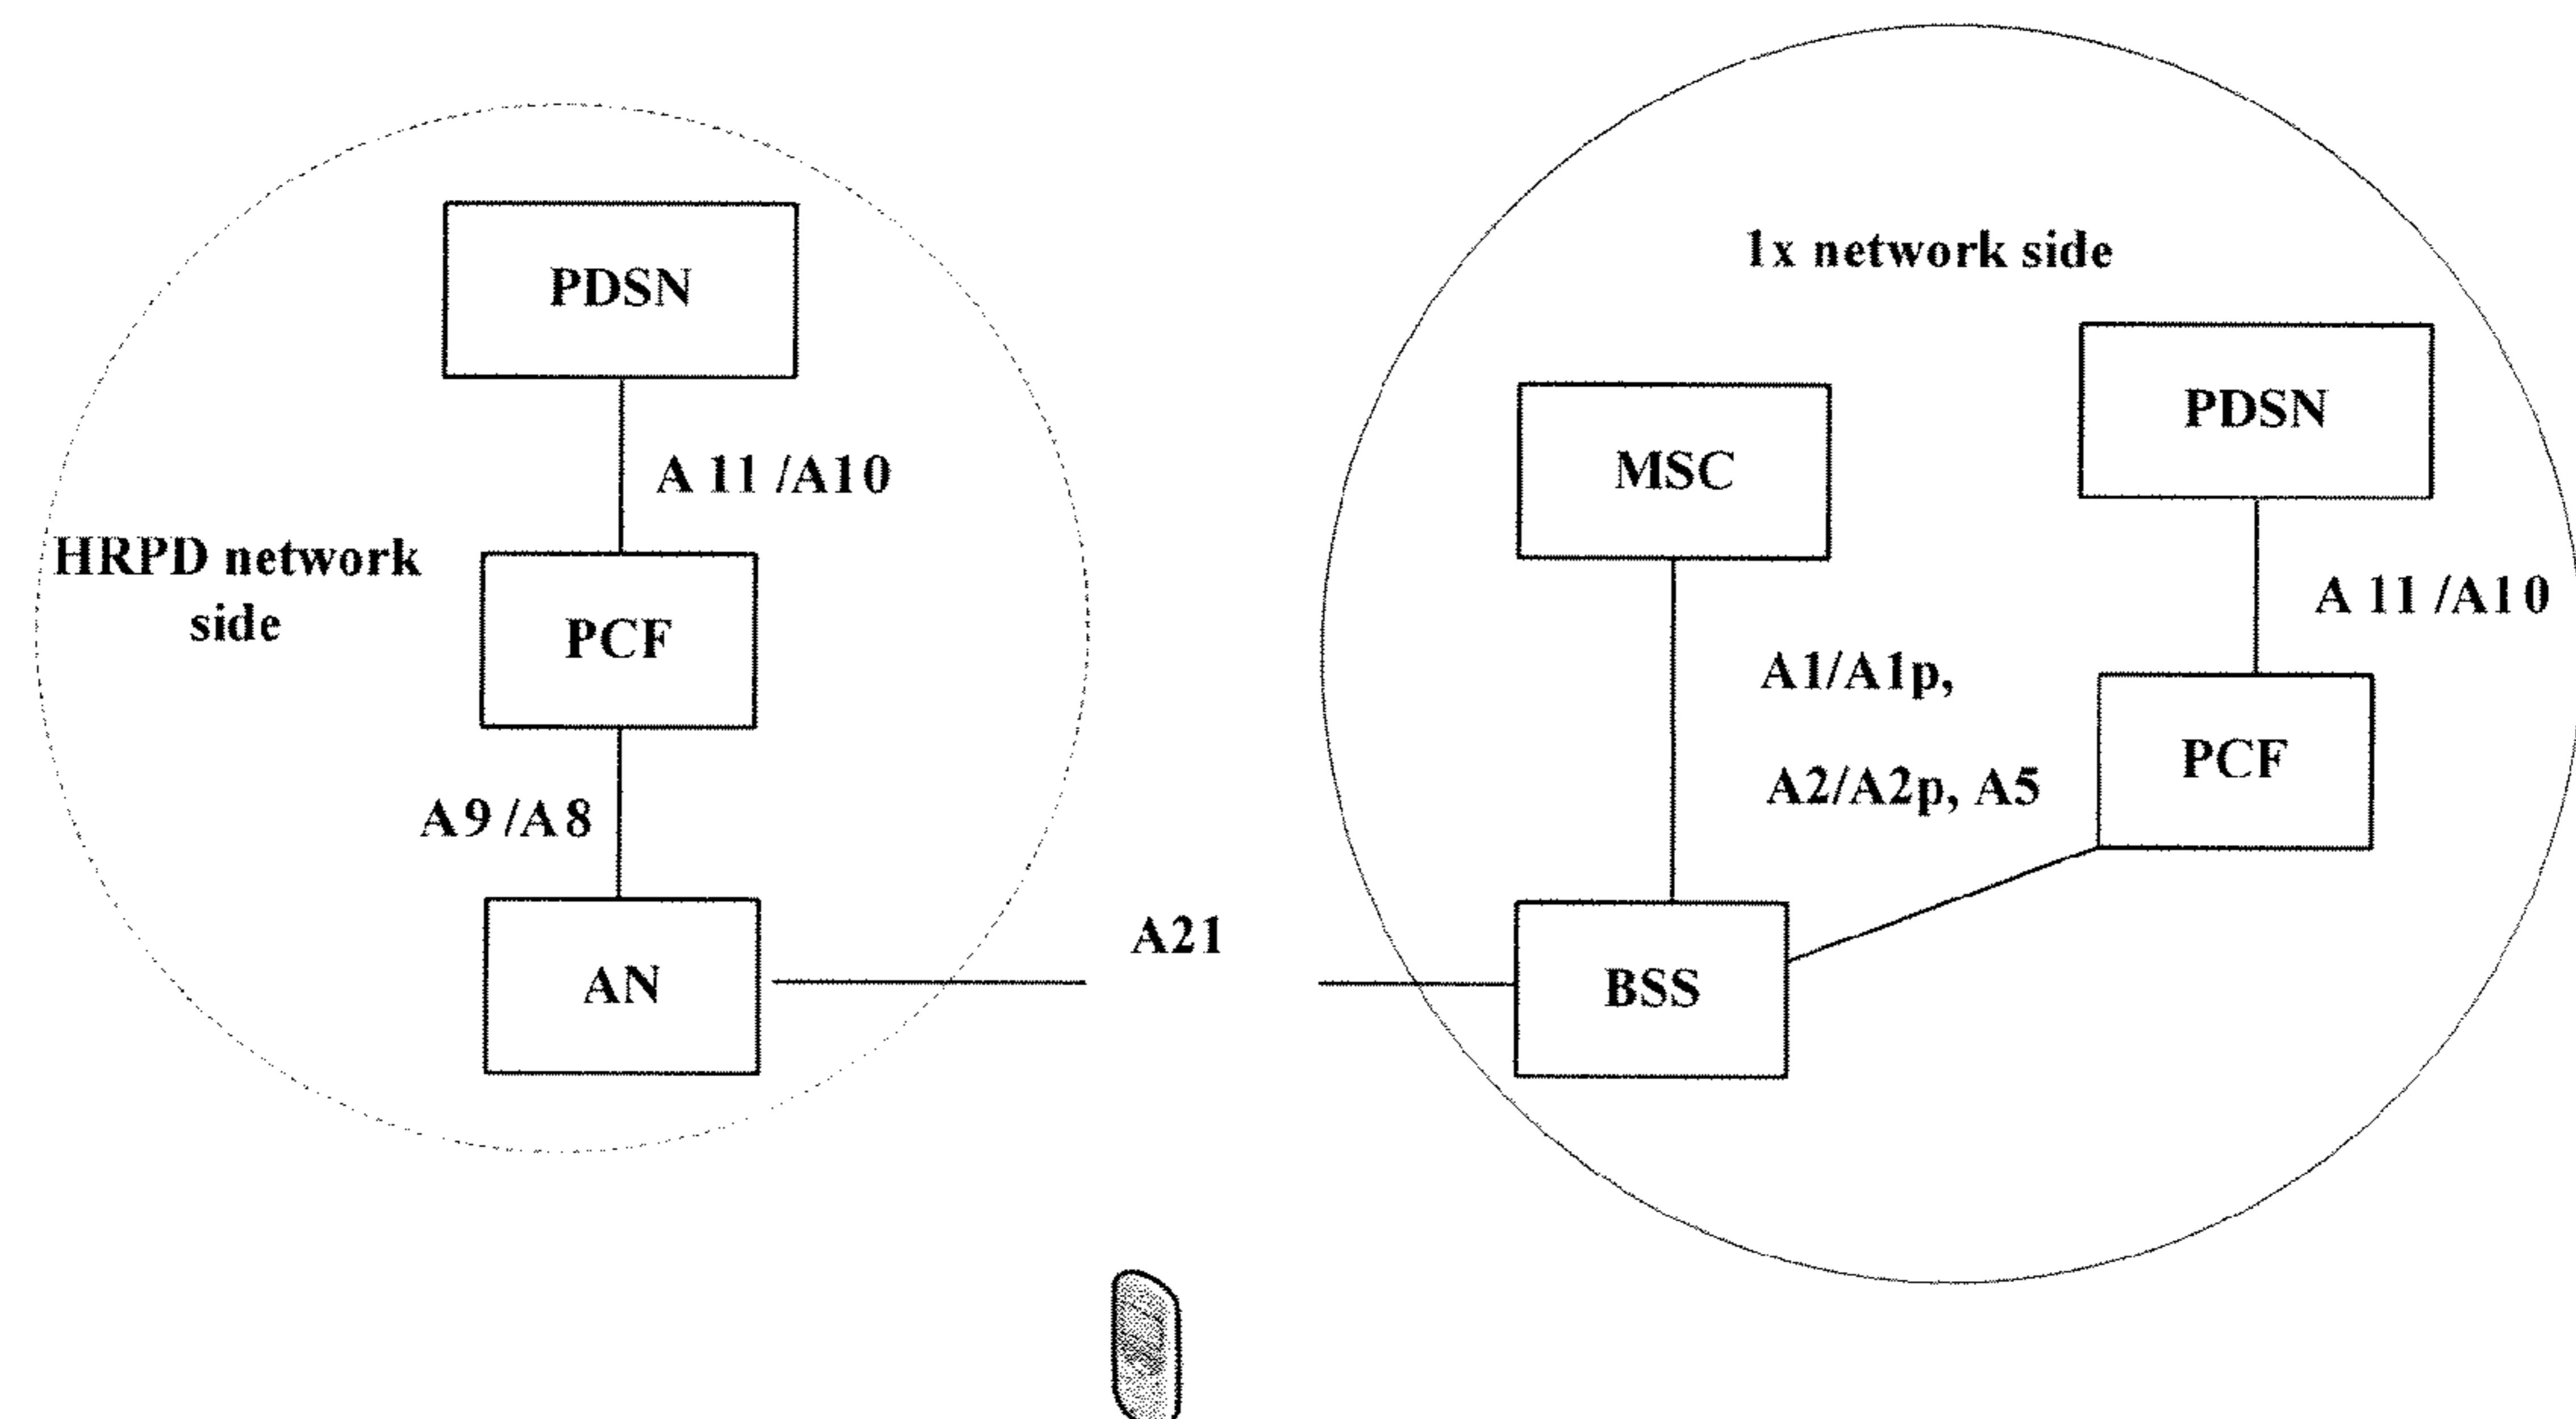 PDSN
A 11 /A10
HRPD network
side
PCF
A9 /A8
AN
A21
1x network side
PDSN
MSC
A 11 /A10
A1/A1p,
PCF
A2/A2p, A5
BSS